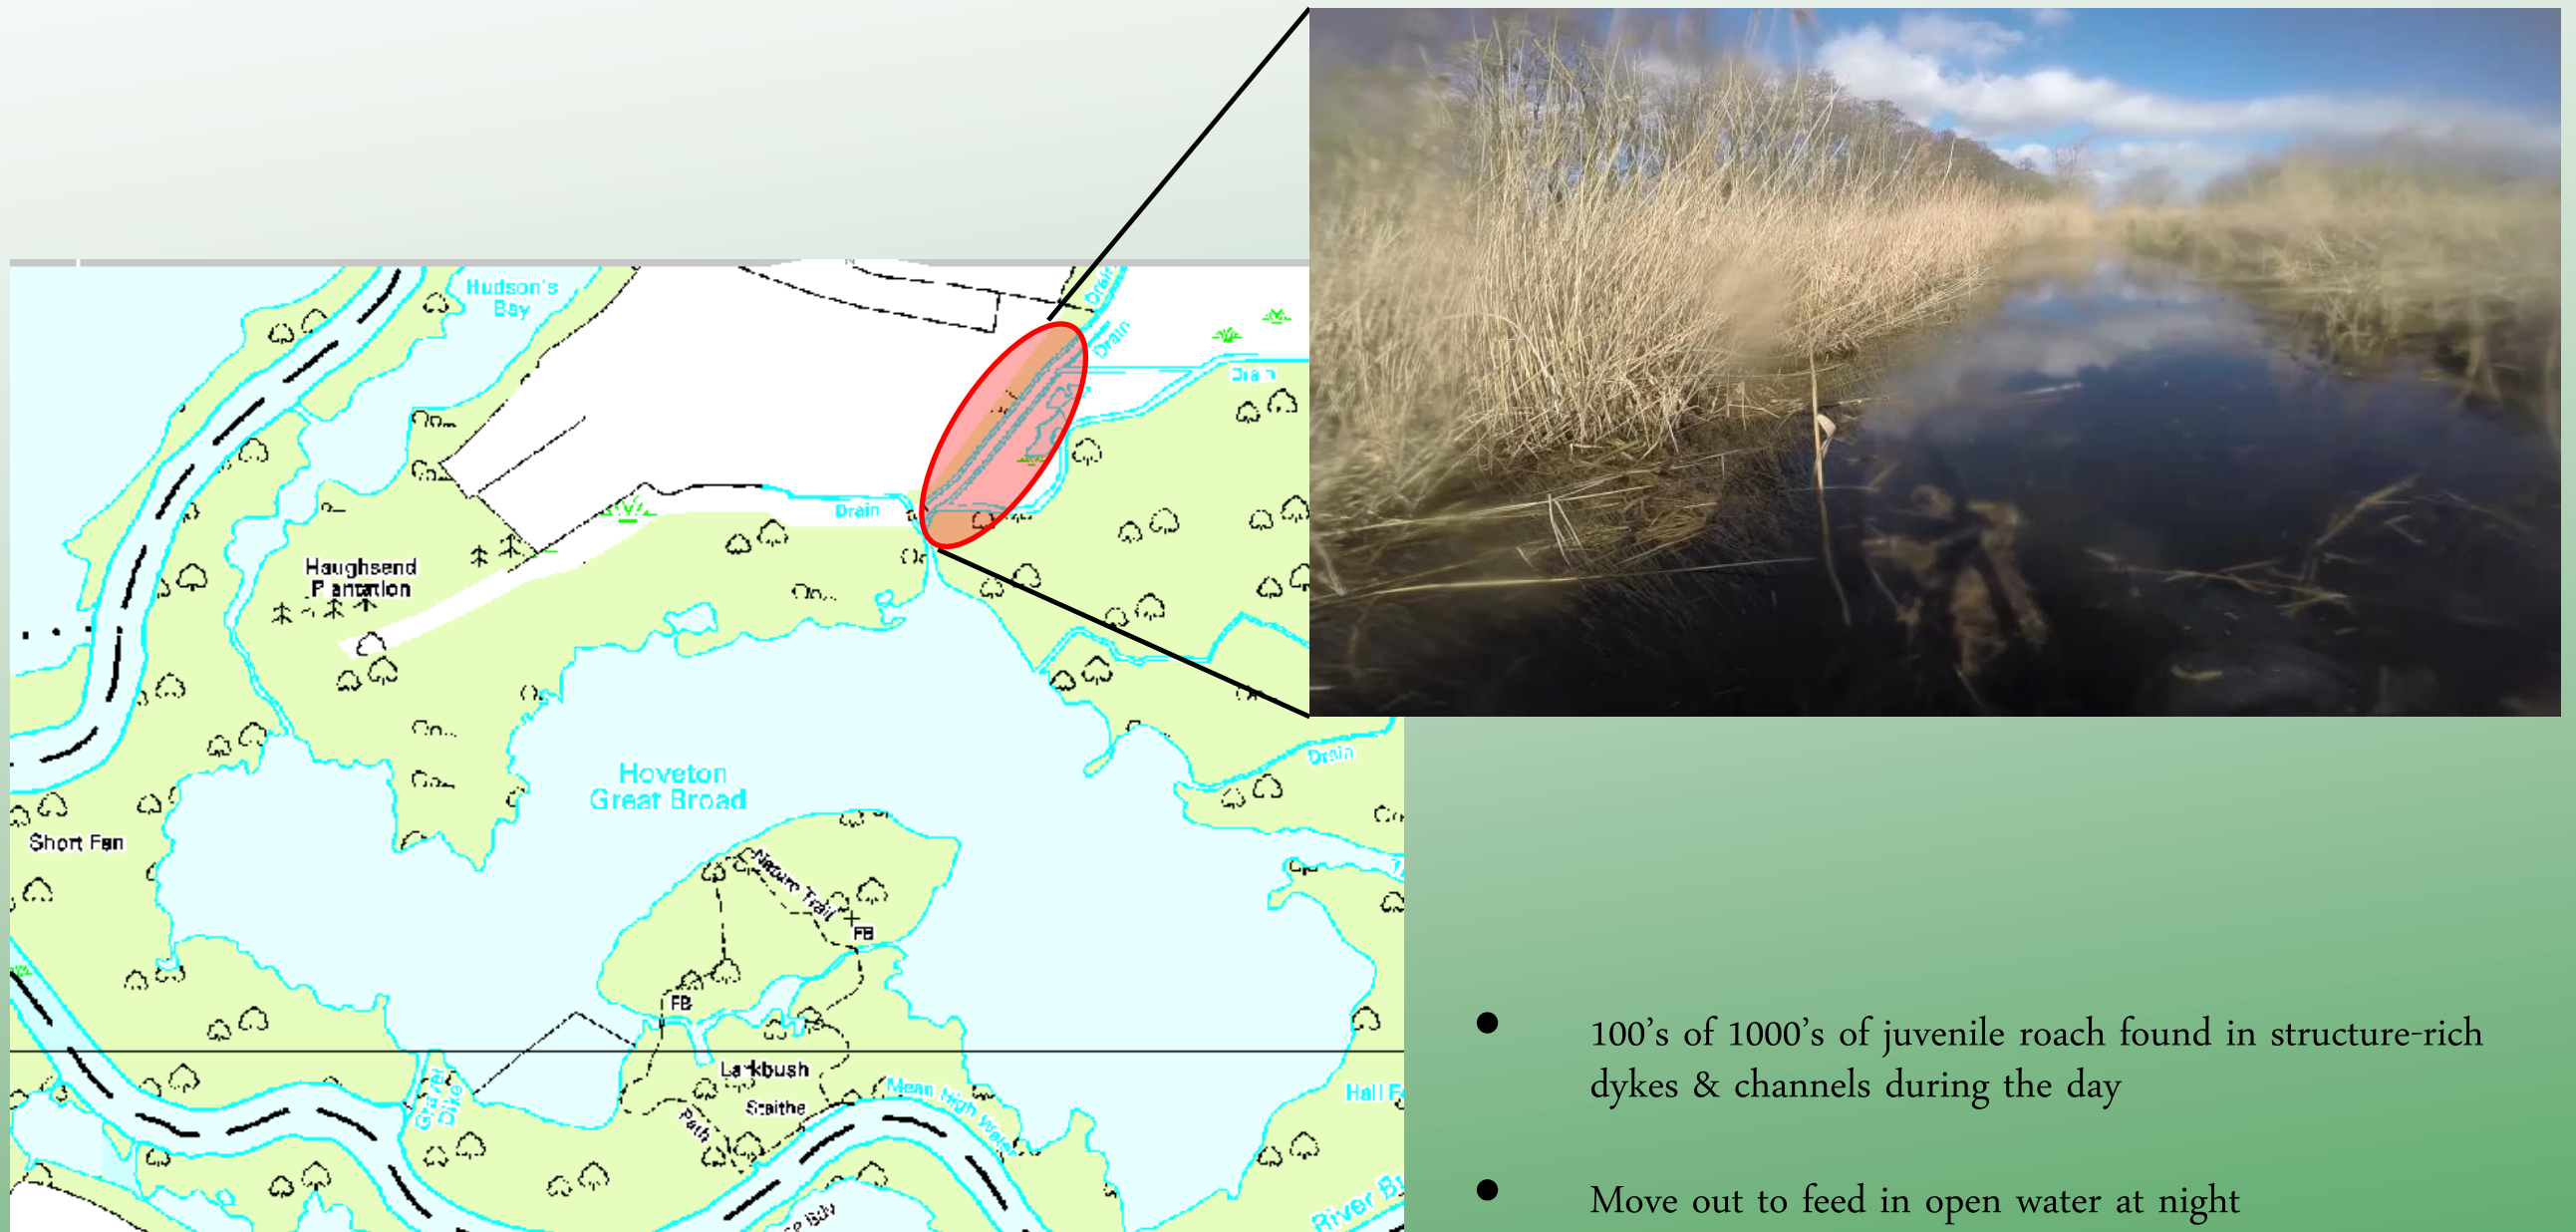 Hudson's
Bay
Drain
Drain
Drain
Drain
Haughsend
Hoveton
Great Broad
Drain
Short Fen
Nature Trail
FB
FB
Larkbush
Staithe
Path
Mean High Water
Dike
Hall
River
100’s of 1000’s of juvenile roach found in structure-rich
dykes & channels during the day
Move out to feed in open water at night